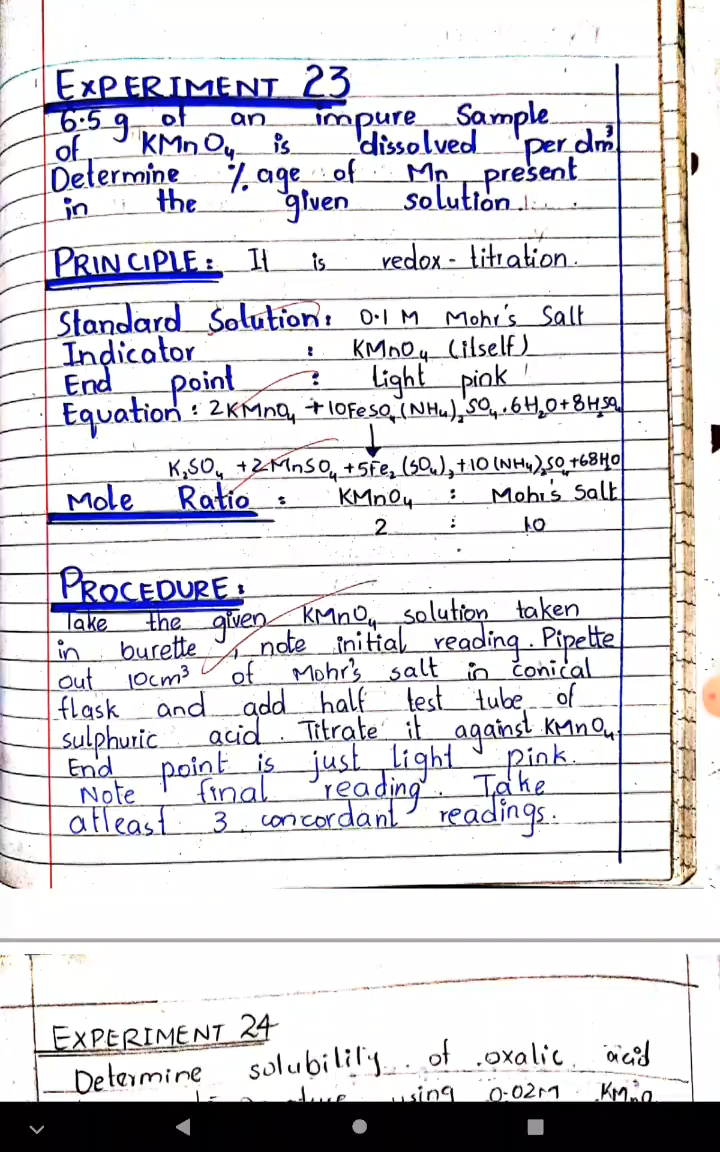 EXPERIMENT 23
6.5 g of an impure Sample
of KMnO₄ is dissolved per dm³
Determine %age of Mn present
in the given solution.
PRINCIPLE: It is redox-titration.
Standard Solution: 0.1 M Mohr's Salt
Indicator : KMnO₄ (itself)
End point : light pink
Equation : 2KMnO₄ + 10FeSO₄(NH₄)₂SO₄.6H₂O + 8H₂SO₄
↓
K₂SO₄ + 2MnSO₄ + 5Fe₂(SO₄)₃ + 10(NH₄)₂SO₄ + 68H₂O
Mole Ratio : KMnO₄ : Mohr's Salt
2 : 10
PROCEDURE:
Take the given KMnO₄ solution taken
in burette, note initial reading. Pipette
out 10cm³ of Mohr's salt in conical
flask and add half test tube of
sulphuric acid. Titrate it against KMnO₄.
End point is just light pink.
Note final reading. Take
atleast 3 concordant readings.
EXPERIMENT 24
Determine solubility of oxalic acid
using 0.02M KMnO